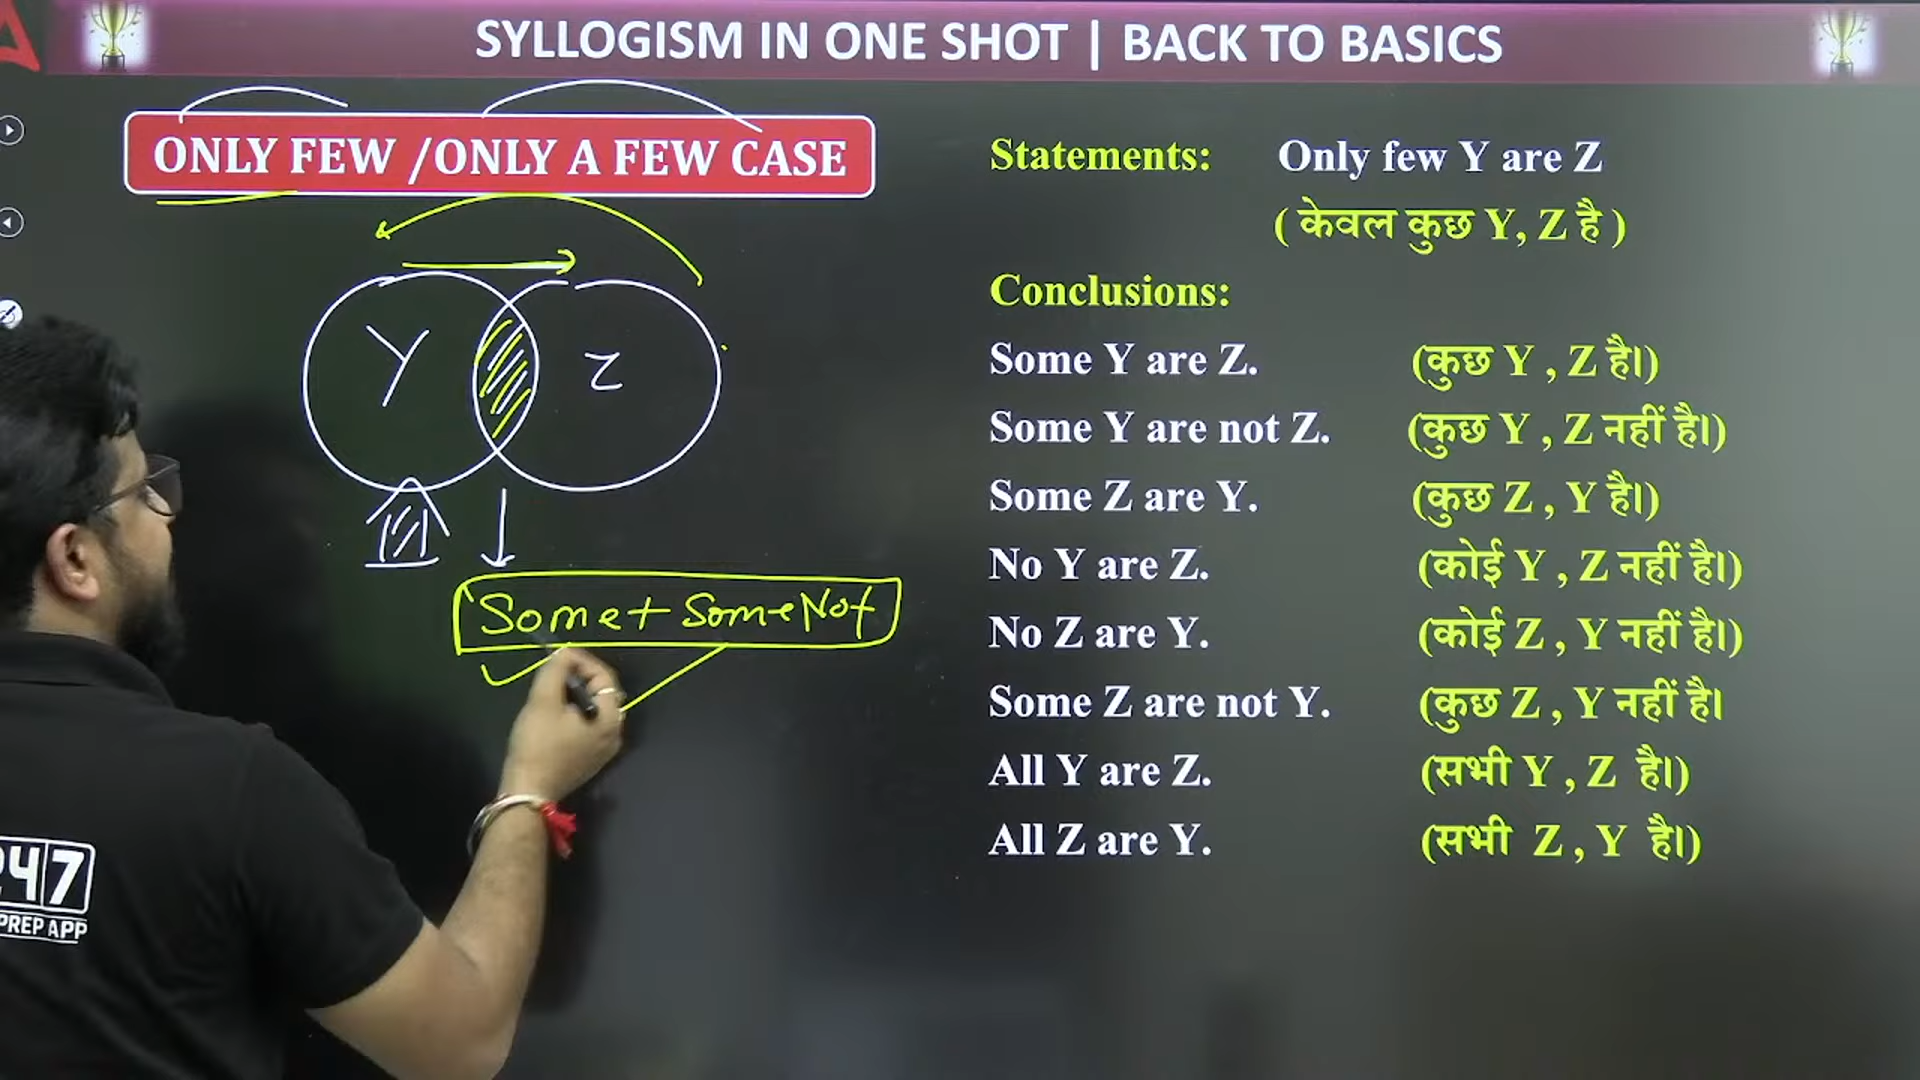 SYLLOGISM IN ONE SHOT | BACK TO BASICS
ONLY FEW /ONLY A FEW CASE
Statements: Only few Y are Z
( केवल कुछ Y, Z है )
Y Z
Some + Some Not
Conclusions:
Some Y are Z. (कुछ Y , Z है।)
Some Y are not Z. (कुछ Y , Z नहीं है।)
Some Z are Y. (कुछ Z , Y है।)
No Y are Z. (कोई Y , Z नहीं है।)
No Z are Y. (कोई Z , Y नहीं है।)
Some Z are not Y. (कुछ Z , Y नहीं है।
All Y are Z. (सभी Y , Z है।)
All Z are Y. (सभी Z , Y है।)
247
PREP APP